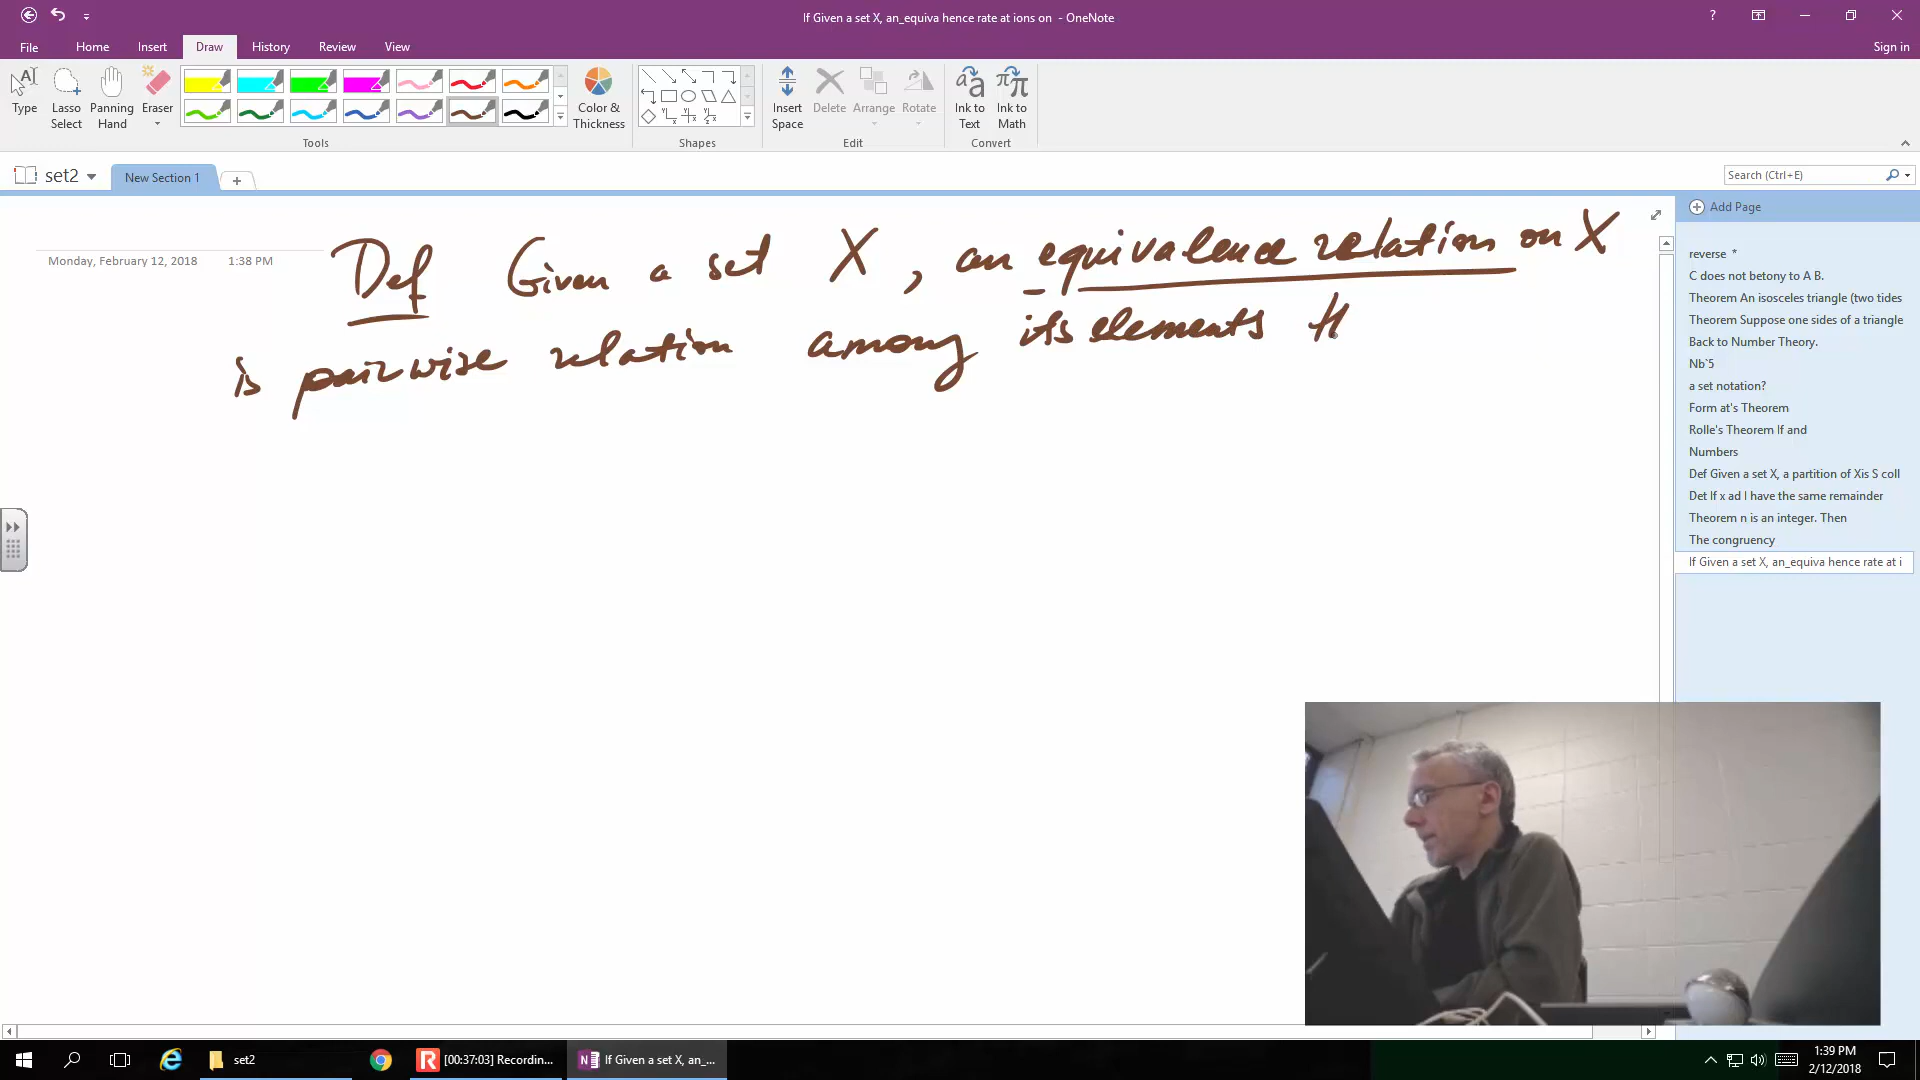 If Given a set X, an_equiva hence rate at ions on - OneNote
File Home Insert Draw History Review View Sign in
Type Lasso Select Panning Hand Eraser Color & Thickness Insert Space Delete Arrange Rotate Ink to Text Ink to Math
Tools Shapes Edit Convert
set2 New Section 1 Search (Ctrl+E)
Add Page
Monday, February 12, 2018 1:38 PM
Def Given a set X, an equivalence relation on X
is pairwise relation among its elements
reverse *
C does not betony to A B.
Theorem An isosceles triangle (two tides
Theorem Suppose one sides of a triangle
Back to Number Theory.
Nb`5
a set notation?
Form at's Theorem
Rolle's Theorem If and
Numbers
Def Given a set X, a partition of Xis S coll
Det If x ad I have the same remainder
Theorem n is an integer. Then
The congruency
If Given a set X, an_equiva hence rate at i
set2 [00:37:03] Recordin... If Given a set X, an_... 1:39 PM
2/12/2018